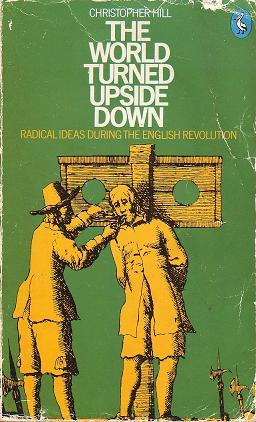 CHRISTOPHER HILL
THE
WORLD
TURNED
UPSIDE
DOWN
RADICAL IDEAS DURING THE ENGLISH REVOLUTION